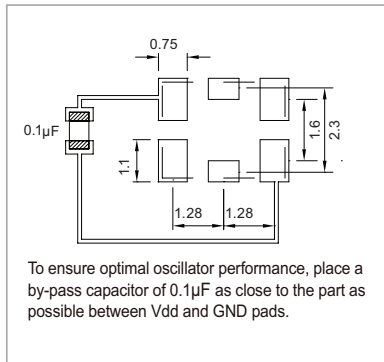 0.75
0.1µF
1.1
1.6
2.3
1.28
1.28
To ensure optimal oscillator performance, place a
by-pass capacitor of 0.1µF as close to the part as
possible between Vdd and GND pads.